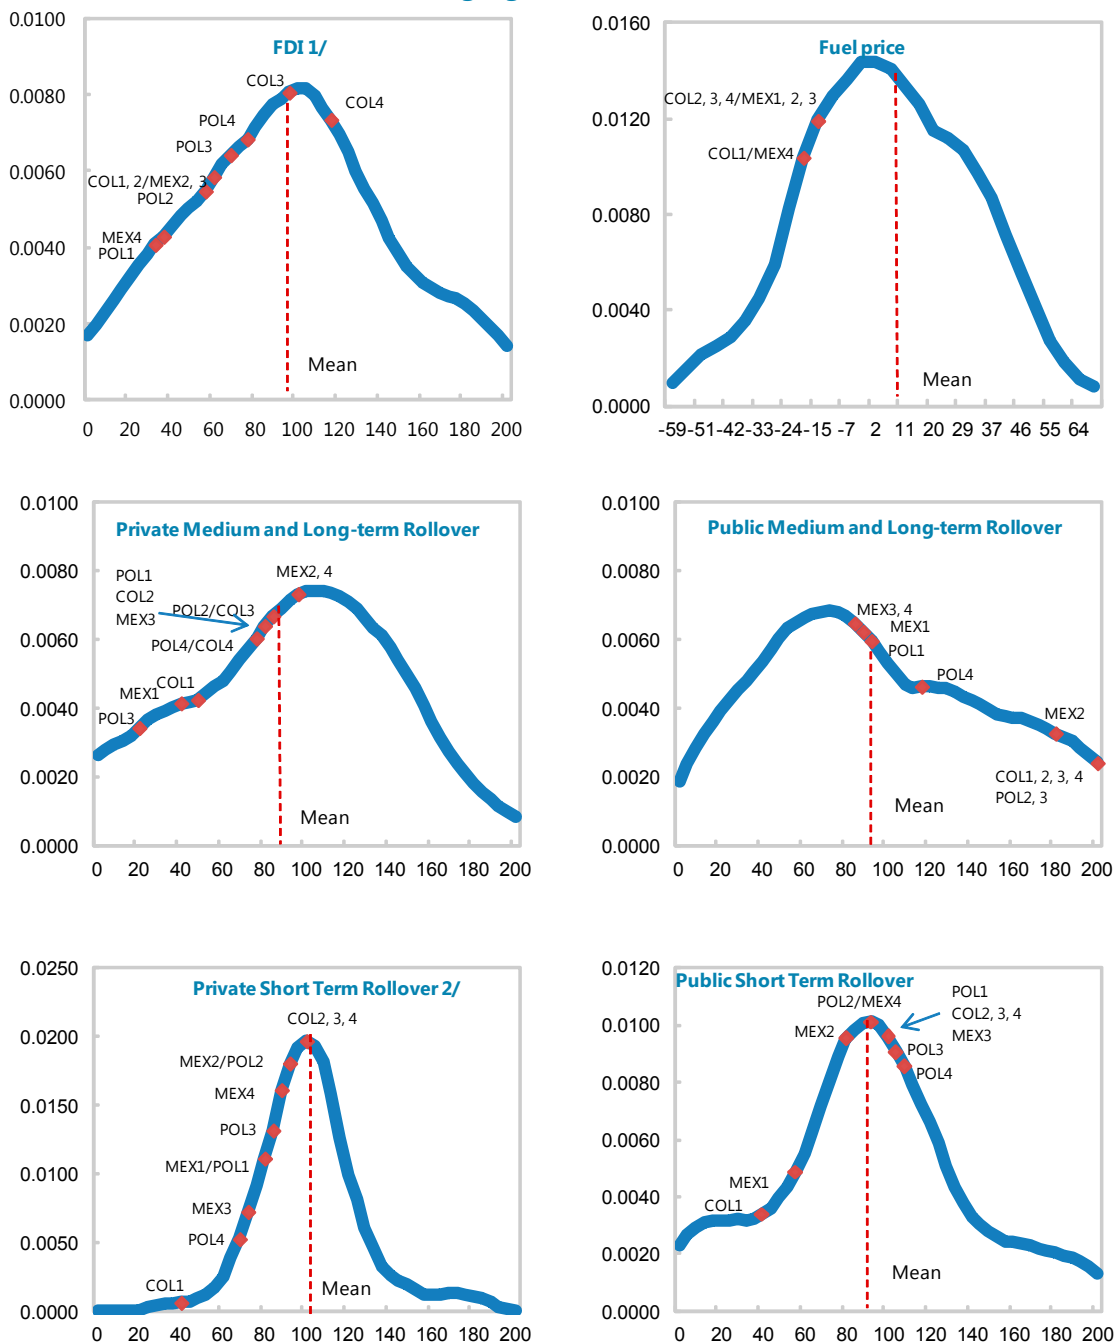 FDI 1/
0.0100
0.0080
0.0060
0.0040
0.0020
0.0000
COL3
COL4
POL4
POL3
COL1, 2/MEX2, 3
POL2
MEX4
POL1
Mean
0 20 40 60 80 100 120 140 160 180 200
Fuel price
0.0160
0.0120
0.0080
0.0040
0.0000
COL2, 3, 4/MEX1, 2, 3
COL1/MEX4
Mean
-59 -51 -42 -33 -24 -15 -7 2 11 20 29 37 46 55 64
Private Medium and Long-term Rollover
0.0100
0.0080
0.0060
0.0040
0.0020
0.0000
MEX2, 4
POL1
COL2
MEX3
POL2/COL3
POL4/COL4
COL1
MEX1
POL3
Mean
0 20 40 60 80 100 120 140 160 180 200
Public Medium and Long-term Rollover
0.0100
0.0080
0.0060
0.0040
0.0020
0.0000
MEX3, 4
MEX1
POL1
POL4
MEX2
COL1, 2, 3, 4
POL2, 3
Mean
0 20 40 60 80 100 120 140 160 180 200
Private Short Term Rollover 2/
0.0250
0.0200
0.0150
0.0100
0.0050
0.0000
COL2, 3, 4
MEX2/POL2
MEX4
POL3
MEX1/POL1
MEX3
POL4
COL1
Mean
0 20 40 60 80 100 120 140 160 180 200
Public Short Term Rollover
0.0120
0.0100
0.0080
0.0060
0.0040
0.0020
0.0000
POL2/MEX4
POL1
COL2, 3, 4
MEX3
MEX2
POL3
POL4
MEX1
COL1
Mean
0 20 40 60 80 100 120 140 160 180 200